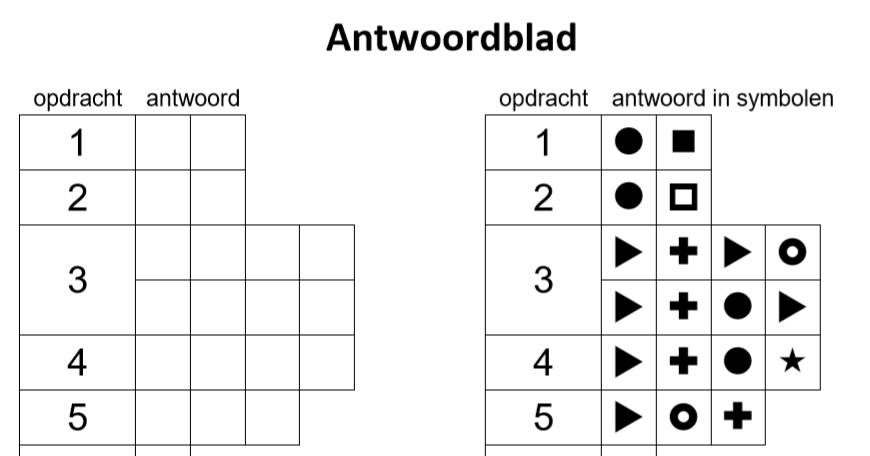 Antwoordblad
opdracht antwoord
1
2
3
4
5
opdracht antwoord in symbolen
1 ● ■
2 ● □
3 ▶ ✚ ▶ ○
▶ ✚ ● ▶
4 ▶ ✚ ● ★
5 ▶ ○ ✚